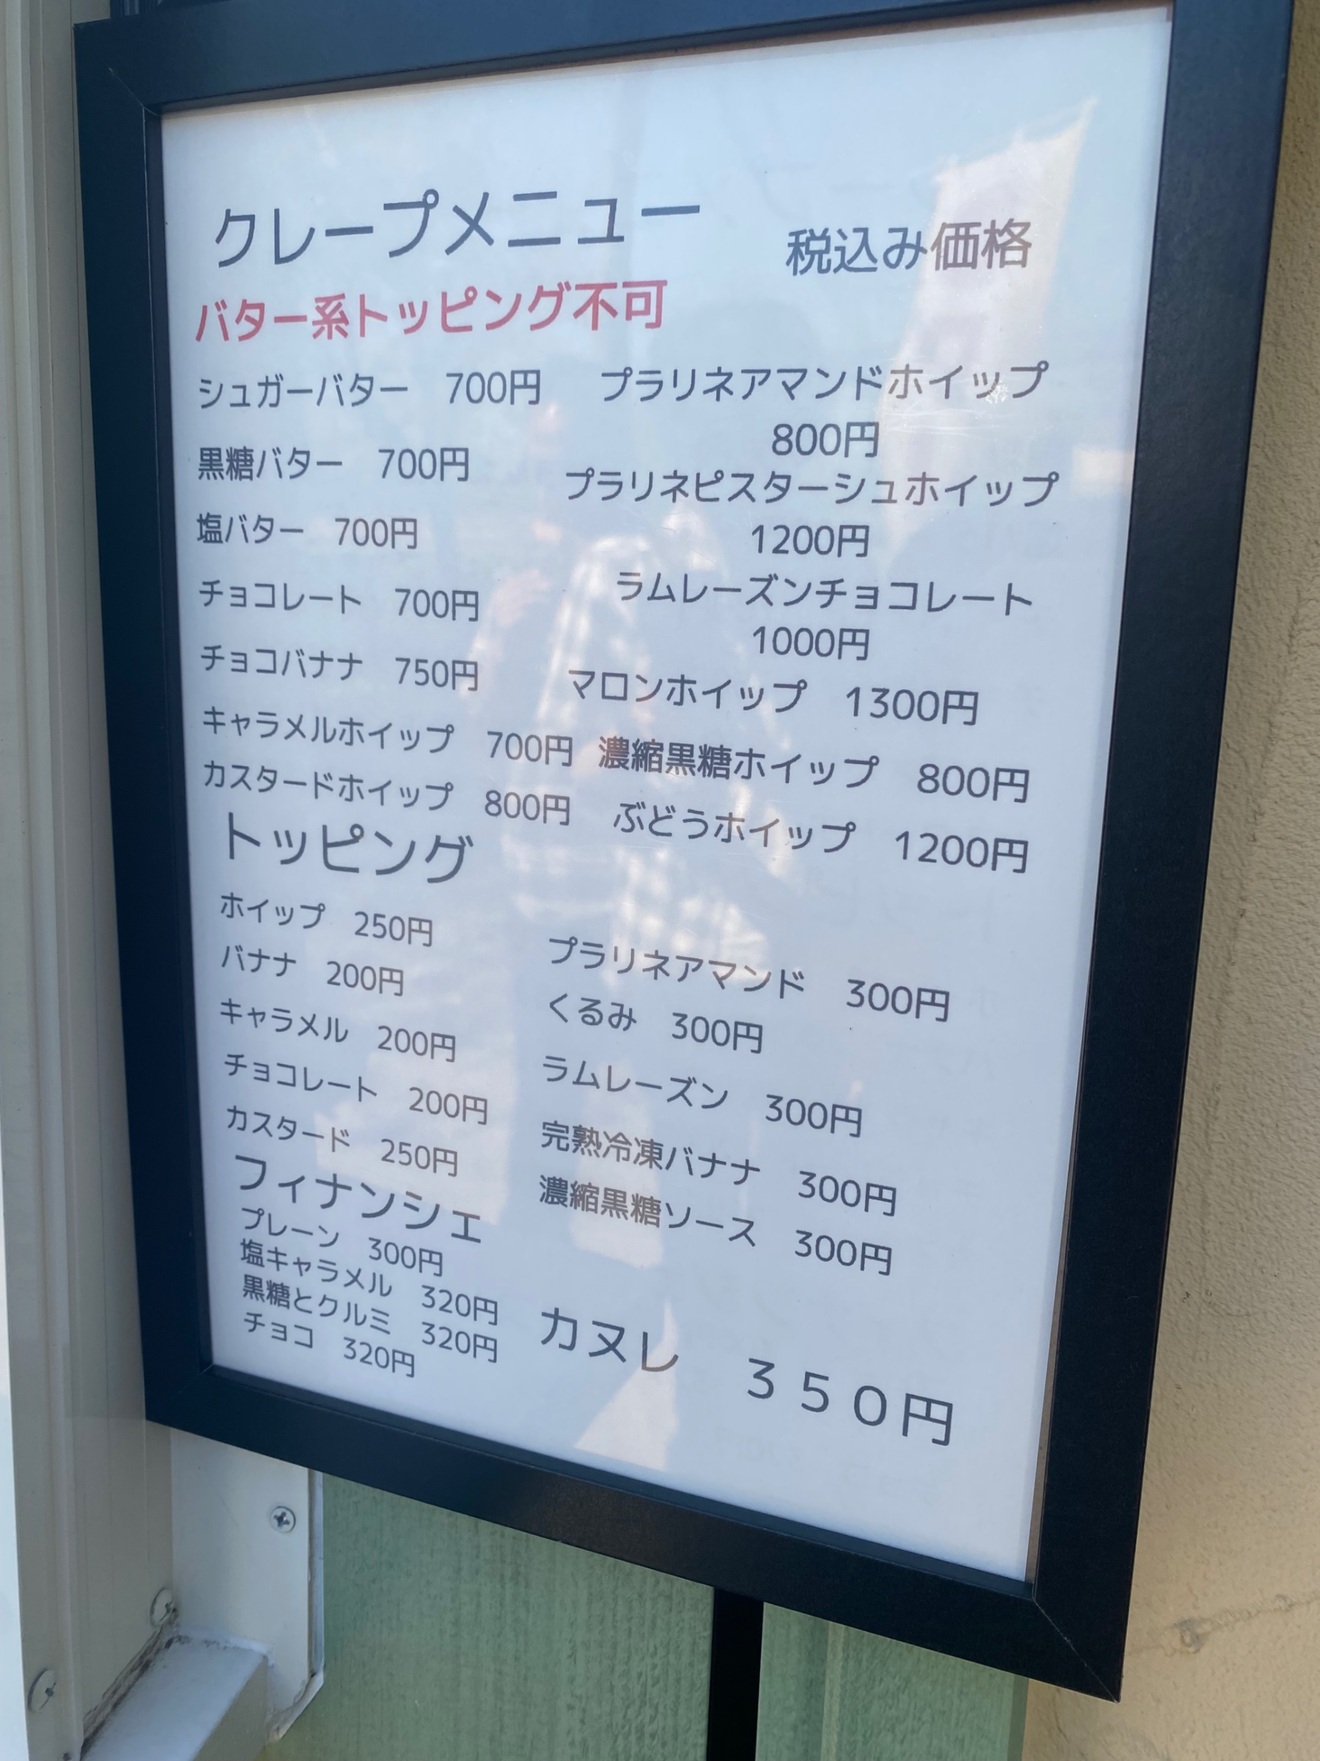 クレープメニュー　税込み価格
バター系トッピング不可
シュガーバター　700円
黒糖バター　700円
塩バター　700円
チョコレート　700円
チョコバナナ　750円
キャラメルホイップ　700円
カスタードホイップ　800円
プラリネアマンドホイップ
800円
プラリネピスターシュホイップ
1200円
ラムレーズンチョコレート
1000円
マロンホイップ　1300円
濃縮黒糖ホイップ　800円
ぶどうホイップ　1200円
トッピング
ホイップ　250円
バナナ　200円
キャラメル　200円
チョコレート　200円
カスタード　250円
プラリネアマンド　300円
くるみ　300円
ラムレーズン　300円
完熟冷凍バナナ　300円
濃縮黒糖ソース　300円
フィナンシェ
プレーン　300円
塩キャラメル　320円
黒糖とクルミ　320円
チョコ　320円
カヌレ　３５０円